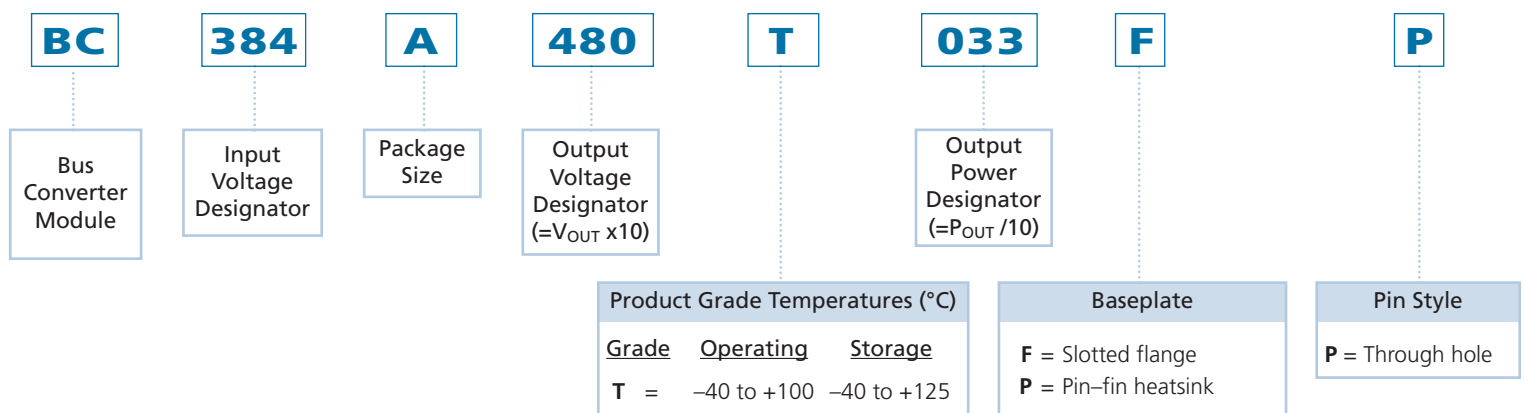 BC 384 A 480 T 033 F P
Bus
Converter
Module
Input
Voltage
Designator
Package
Size
Output
Voltage
Designator
(=VOUT x10)
Output
Power
Designator
(=POUT /10)
Product Grade Temperatures (°C)
Grade Operating Storage
T = –40 to +100 –40 to +125
Baseplate
F = Slotted flange
P = Pin–fin heatsink
Pin Style
P = Through hole